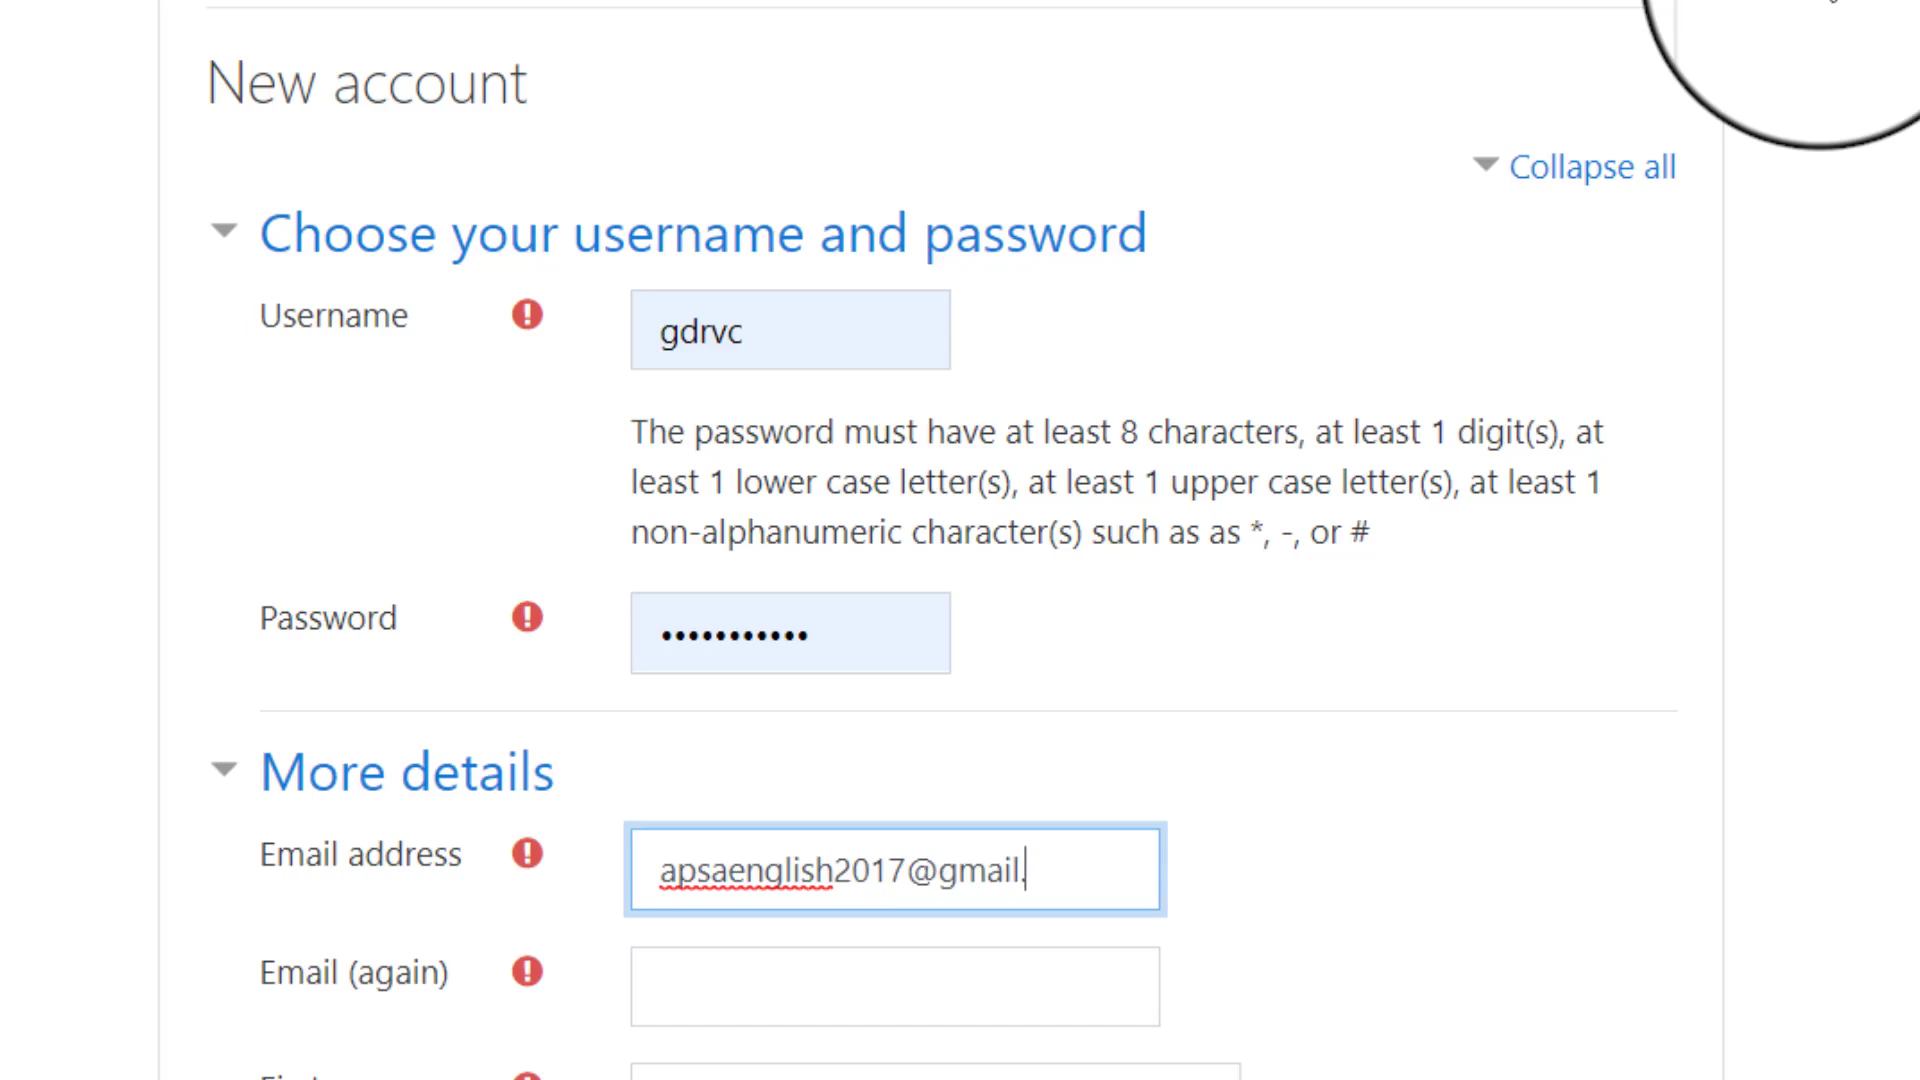 New account
Collapse all
Choose your username and password
Username
gdrvc
The password must have at least 8 characters, at least 1 digit(s), at
least 1 lower case letter(s), at least 1 upper case letter(s), at least 1
non-alphanumeric character(s) such as as *, -, or #
Password
•••••••••••
More details
Email address
apsaenglish2017@gmail.
Email (again)